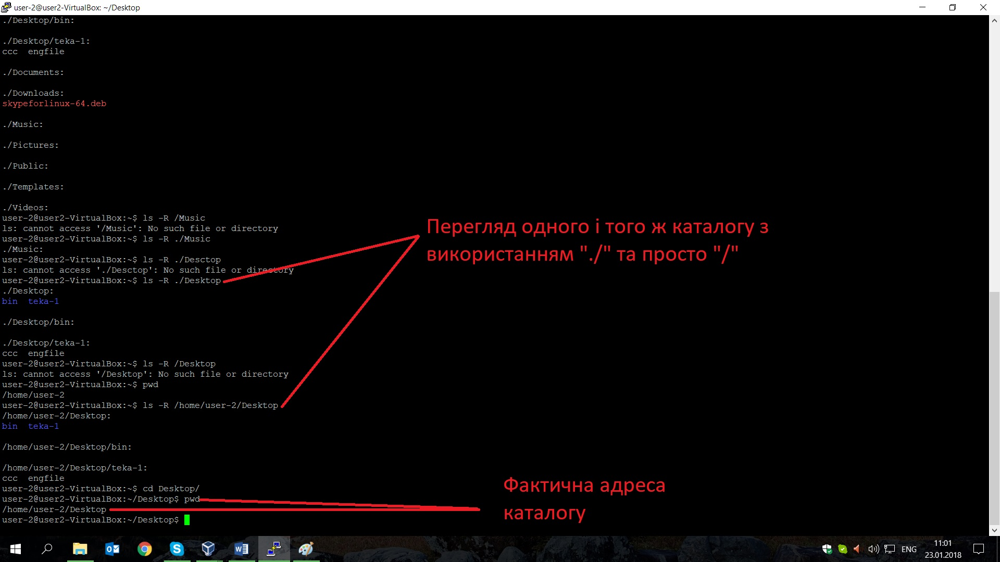 user-2@user2-VirtualBox: ~/Desktop
./Desktop/bin:
./Desktop/teka-1:
ccc  engfile
./Documents:
./Downloads:
skypeforlinux-64.deb
./Music:
./Pictures:
./Public:
./Templates:
./Videos:
user-2@user2-VirtualBox:~$ ls -R /Music
ls: cannot access '/Music': No such file or directory
user-2@user2-VirtualBox:~$ ls -R ./Music
./Music:
user-2@user2-VirtualBox:~$ ls -R ./Desctop
ls: cannot access './Desctop': No such file or directory
user-2@user2-VirtualBox:~$ ls -R ./Desktop
./Desktop:
bin  teka-1
./Desktop/bin:
./Desktop/teka-1:
ccc  engfile
user-2@user2-VirtualBox:~$ ls -R /Desktop
ls: cannot access '/Desktop': No such file or directory
user-2@user2-VirtualBox:~$ pwd
/home/user-2
user-2@user2-VirtualBox:~$ ls -R /home/user-2/Desktop
/home/user-2/Desktop:
bin  teka-1
/home/user-2/Desktop/bin:
/home/user-2/Desktop/teka-1:
ccc  engfile
user-2@user2-VirtualBox:~$ cd Desktop/
user-2@user2-VirtualBox:~/Desktop$ pwd
/home/user-2/Desktop
user-2@user2-VirtualBox:~/Desktop$
Перегляд одного і того ж каталогу з
використанням "./" та просто "/"
Фактична адреса
каталогу
ENG
11:01
23.01.2018